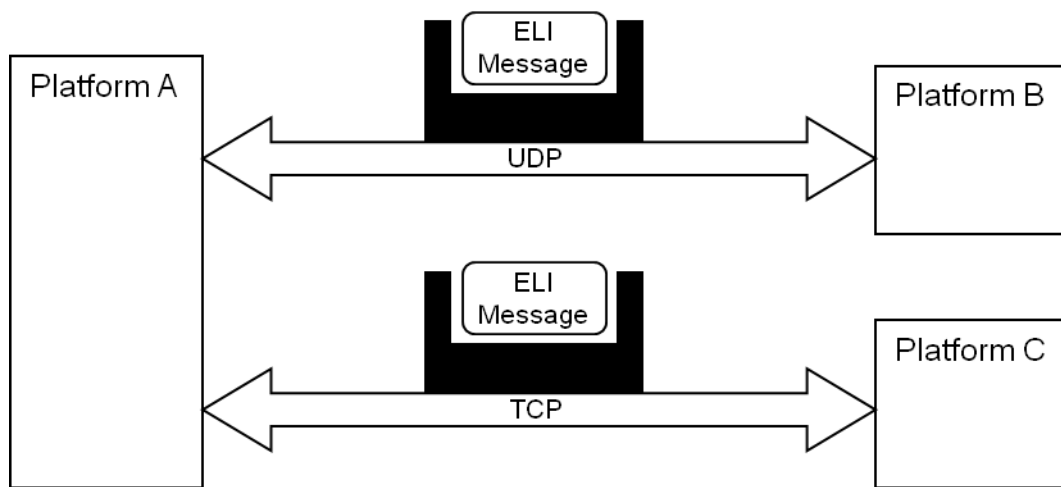 Platform A
ELI
Message
UDP
Platform B
ELI
Message
TCP
Platform C